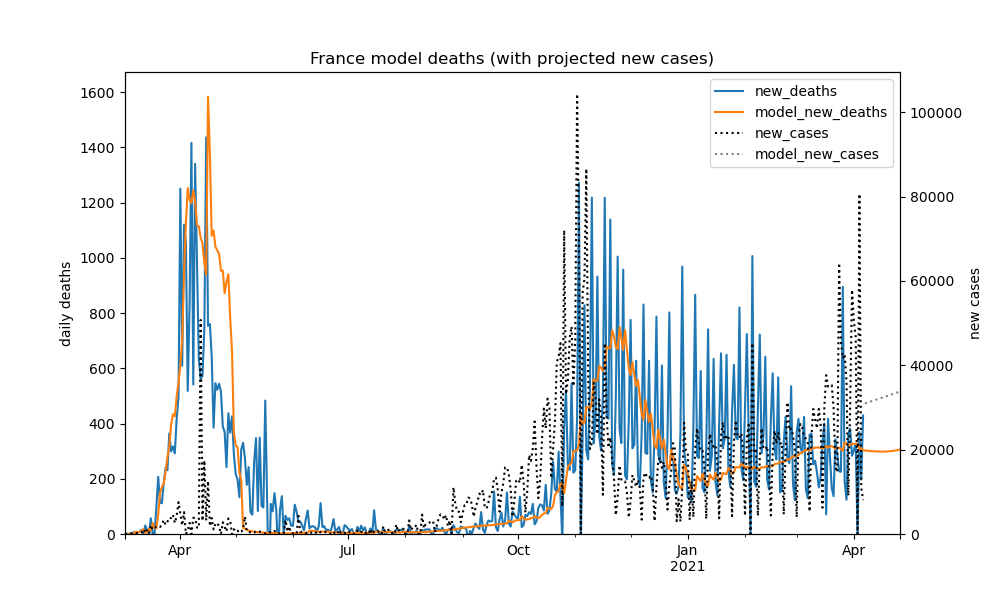 France model deaths (with projected new cases)
new_deaths
model_new_deaths
new_cases
model_new_cases
daily deaths
new cases
1600
1400
1200
1000
800
600
400
200
0
100000
80000
60000
40000
20000
0
Apr
Jul
Oct
Jan
2021
Apr